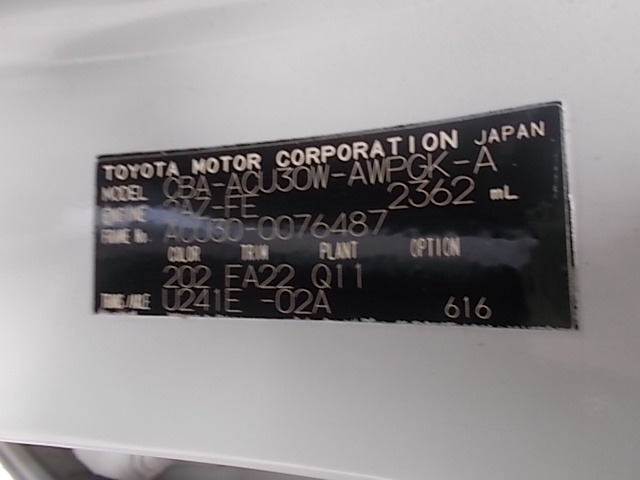 TOYOTA MOTOR CORPORATION JAPAN
MODEL CBA-ACU30W-AWPGK-A
ENGINE 2AZ-FE 2362 mL
FRAME No. ACU30-0076487
COLOR TRIM PLANT OPTION
202 FA22 Q11
TRANS/AXLE U241E -02A 616